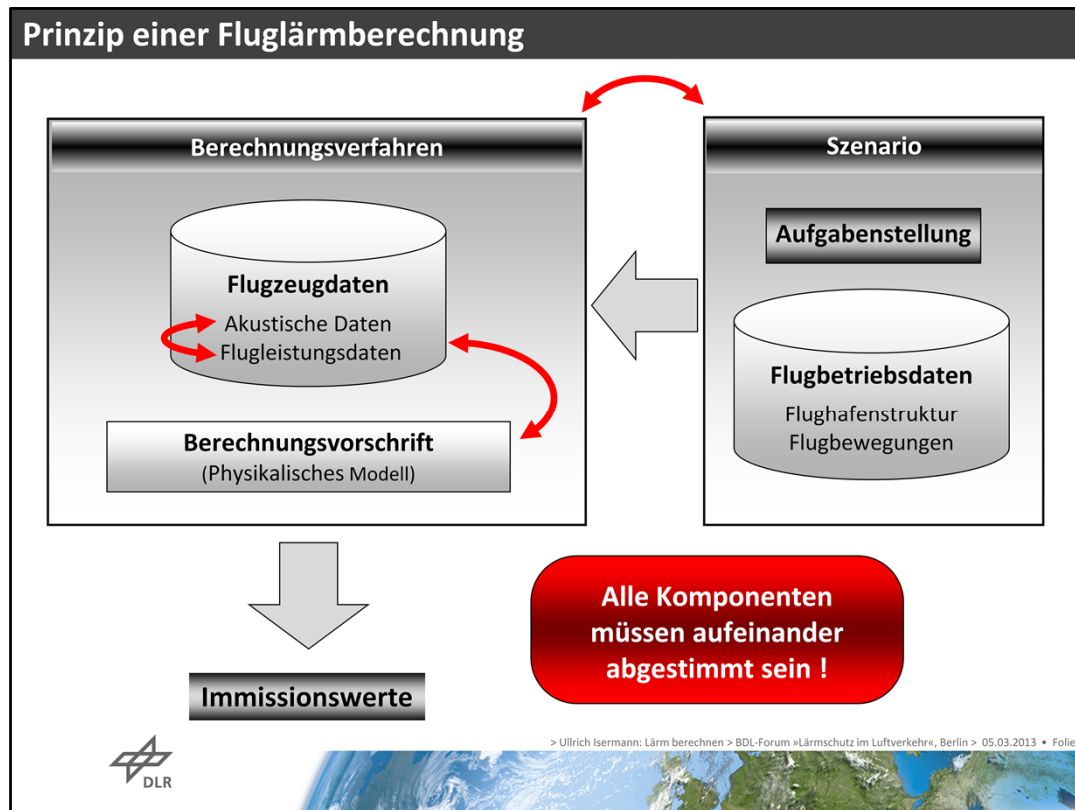 Prinzip einer Fluglärmberechnung
Berechnungsverfahren
Flugzeugdaten
Akustische Daten
Flugleistungsdaten
Berechnungsvorschrift
(Physikalisches Modell)
Szenario
Aufgabenstellung
Flugbetriebsdaten
Flughafenstruktur
Flugbewegungen
Alle Komponenten
müssen aufeinander
abgestimmt sein !
Immissionswerte
> Ullrich Isermann: Lärm berechnen > BDL-Forum »Lärmschutz im Luftverkehr«, Berlin > 05.03.2013 • Folie
DLR